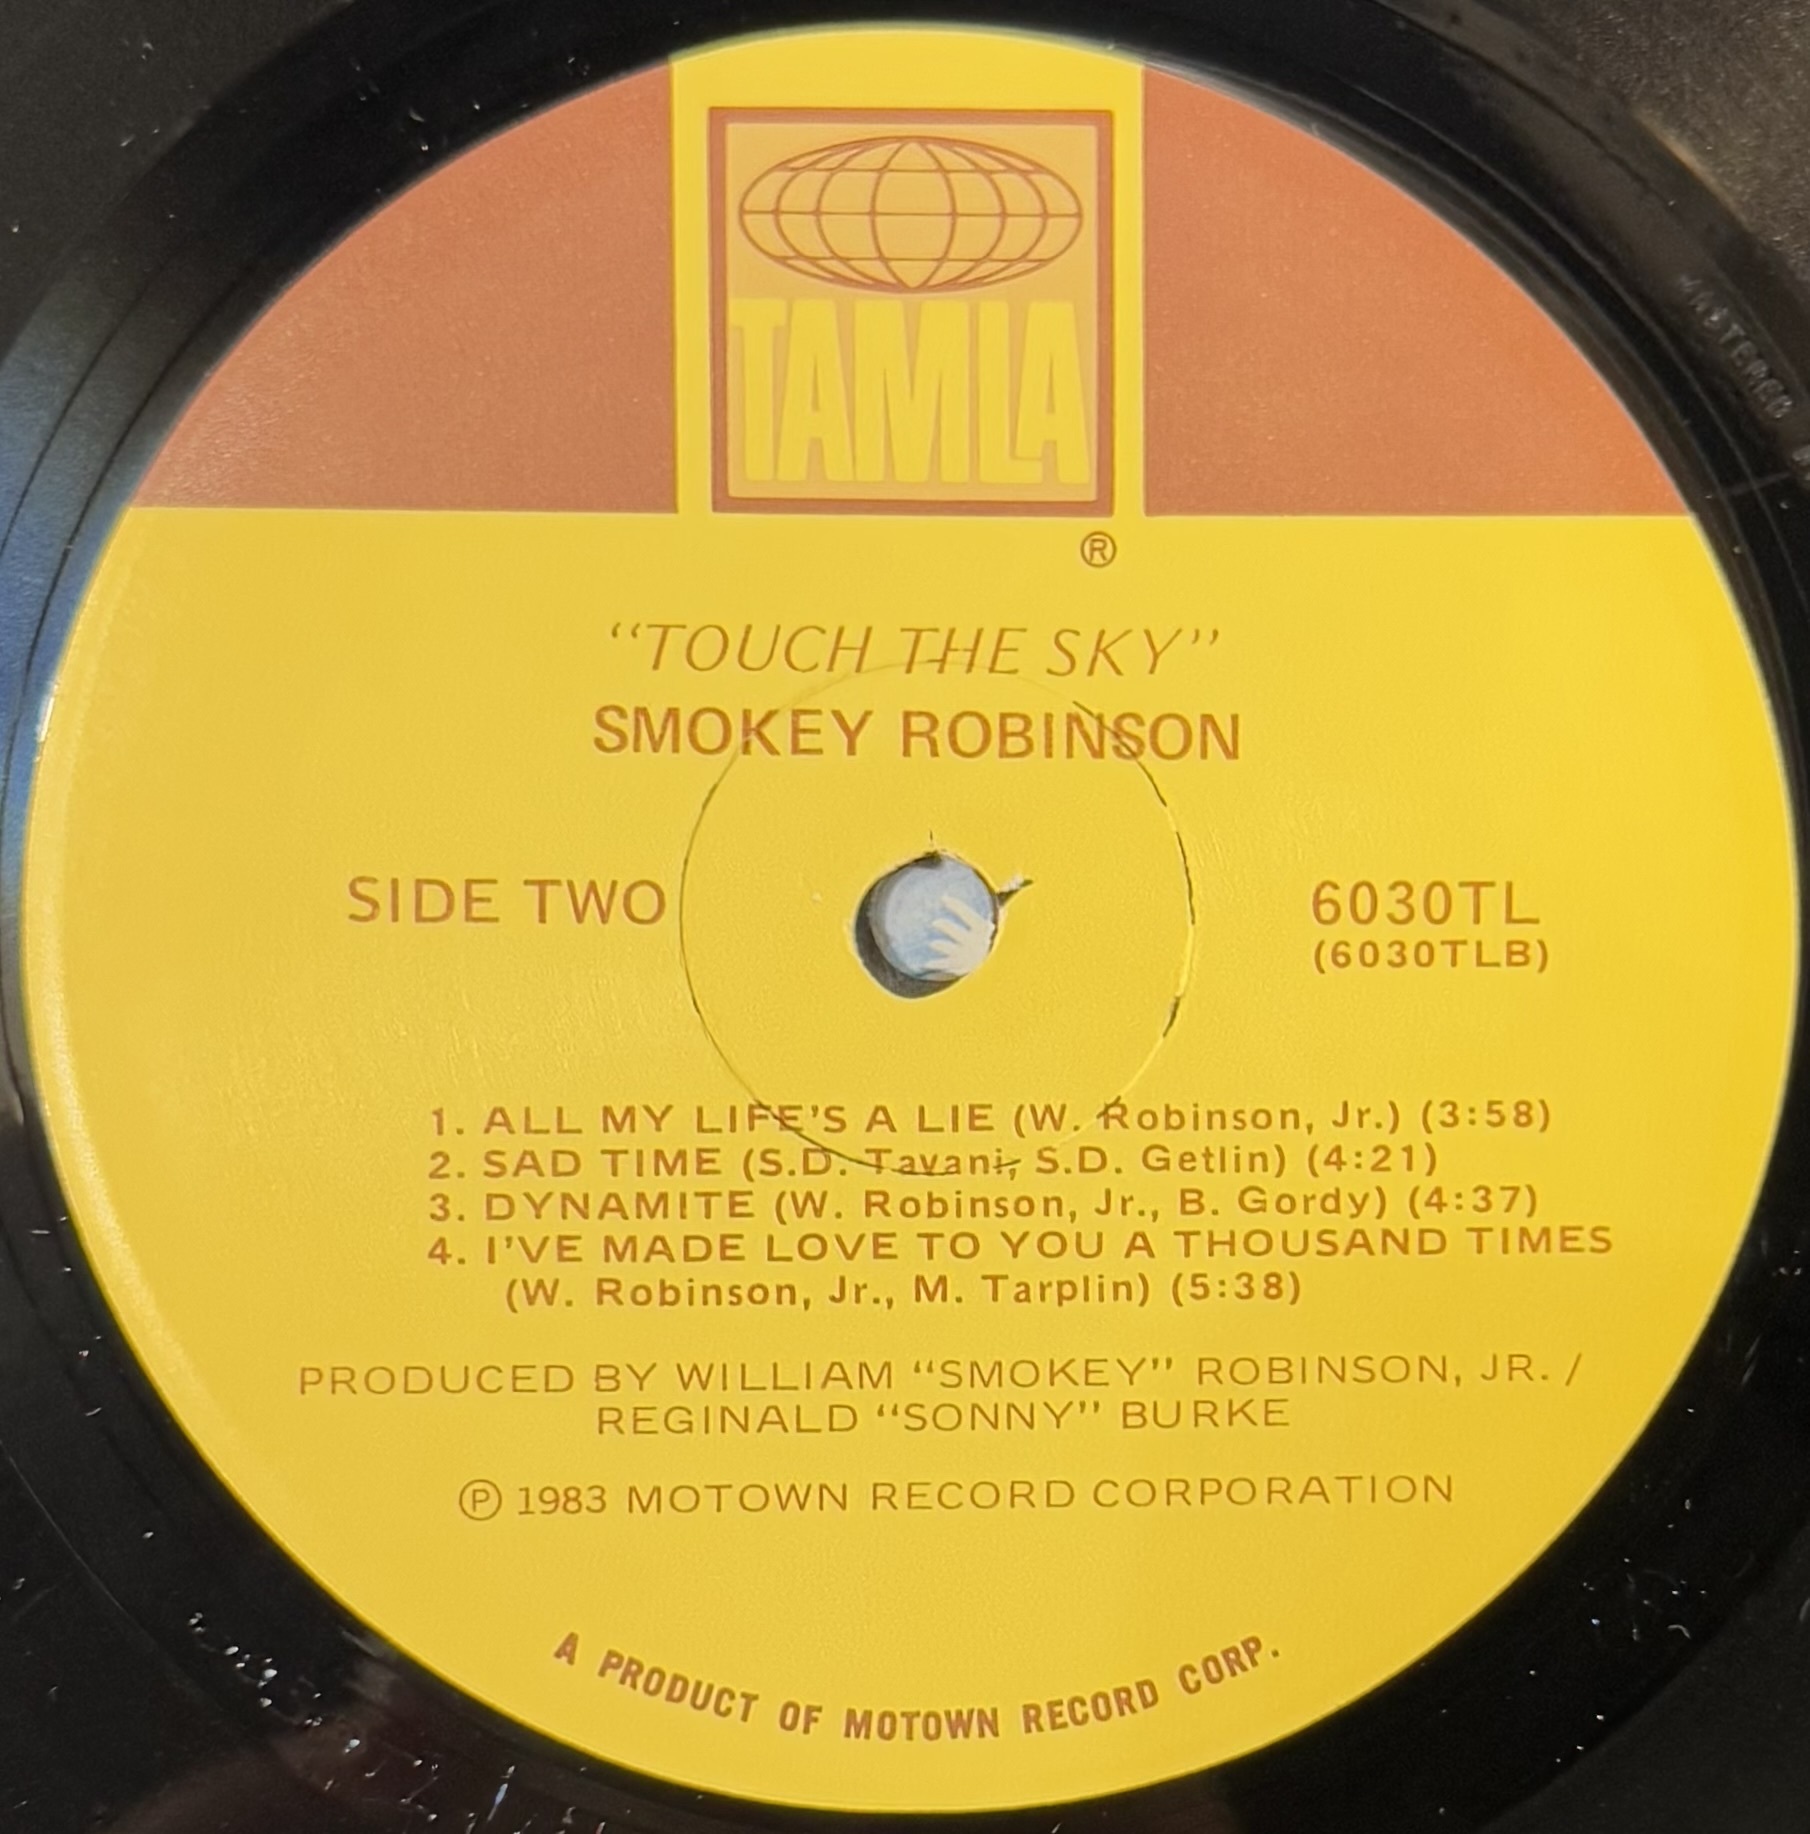 TAMLA
®
"TOUCH THE SKY"
SMOKEY ROBINSON
SIDE TWO
6030TL
(6030TLB)
1. ALL MY LIFE'S A LIE (W. Robinson, Jr.) (3:58)
2. SAD TIME (S.D. Tavani, S.D. Getlin) (4:21)
3. DYNAMITE (W. Robinson, Jr., B. Gordy) (4:37)
4. I'VE MADE LOVE TO YOU A THOUSAND TIMES
(W. Robinson, Jr., M. Tarplin) (5:38)
PRODUCED BY WILLIAM "SMOKEY" ROBINSON, JR. /
REGINALD "SONNY" BURKE
℗ 1983 MOTOWN RECORD CORPORATION
A PRODUCT OF MOTOWN RECORD CORP.